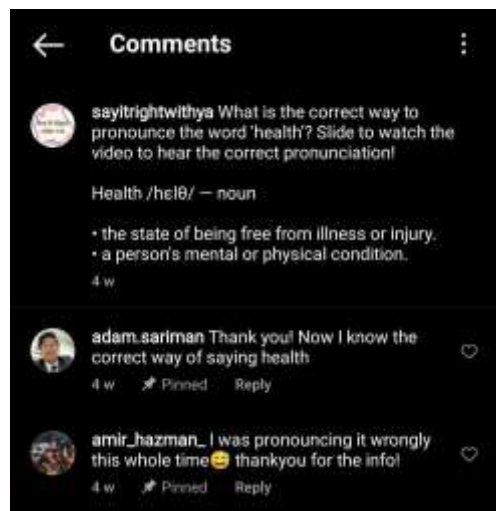 Comments
sayitrightwithya What is the correct way to
pronounce the word 'health'? Slide to watch the
video to hear the correct pronunciation!
Health /hɛlθ/ — noun
• the state of being free from illness or injury.
• a person's mental or physical condition.
4 w
adam.sariman Thank you! Now I know the
correct way of saying health
4 w Pinned Reply
amir_hazman_ I was pronouncing it wrongly
this whole time😅 thankyou for the info!
4 w Pinned Reply